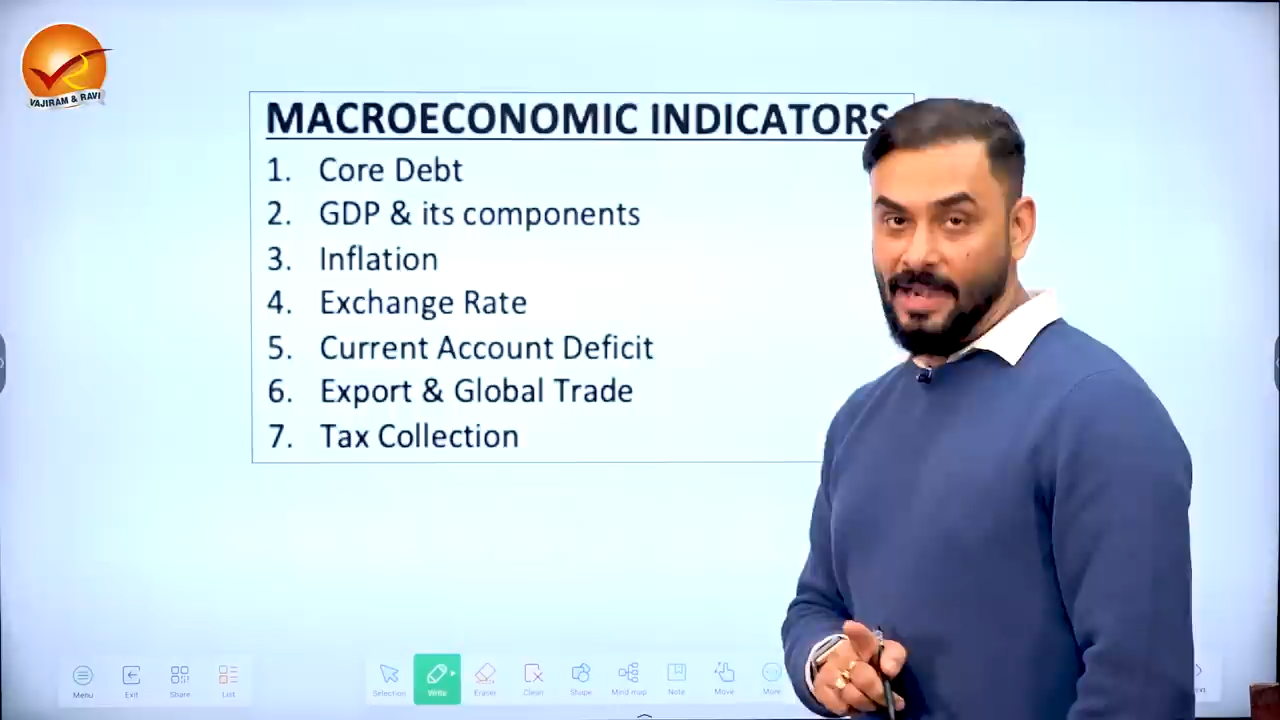 VAJIRAM & RAVI
MACROECONOMIC INDICATORS
1. Core Debt
2. GDP & its components
3. Inflation
4. Exchange Rate
5. Current Account Deficit
6. Export & Global Trade
7. Tax Collection
Menu Exit Share List Selection Write Eraser Clean Shape Mind map Note Move More